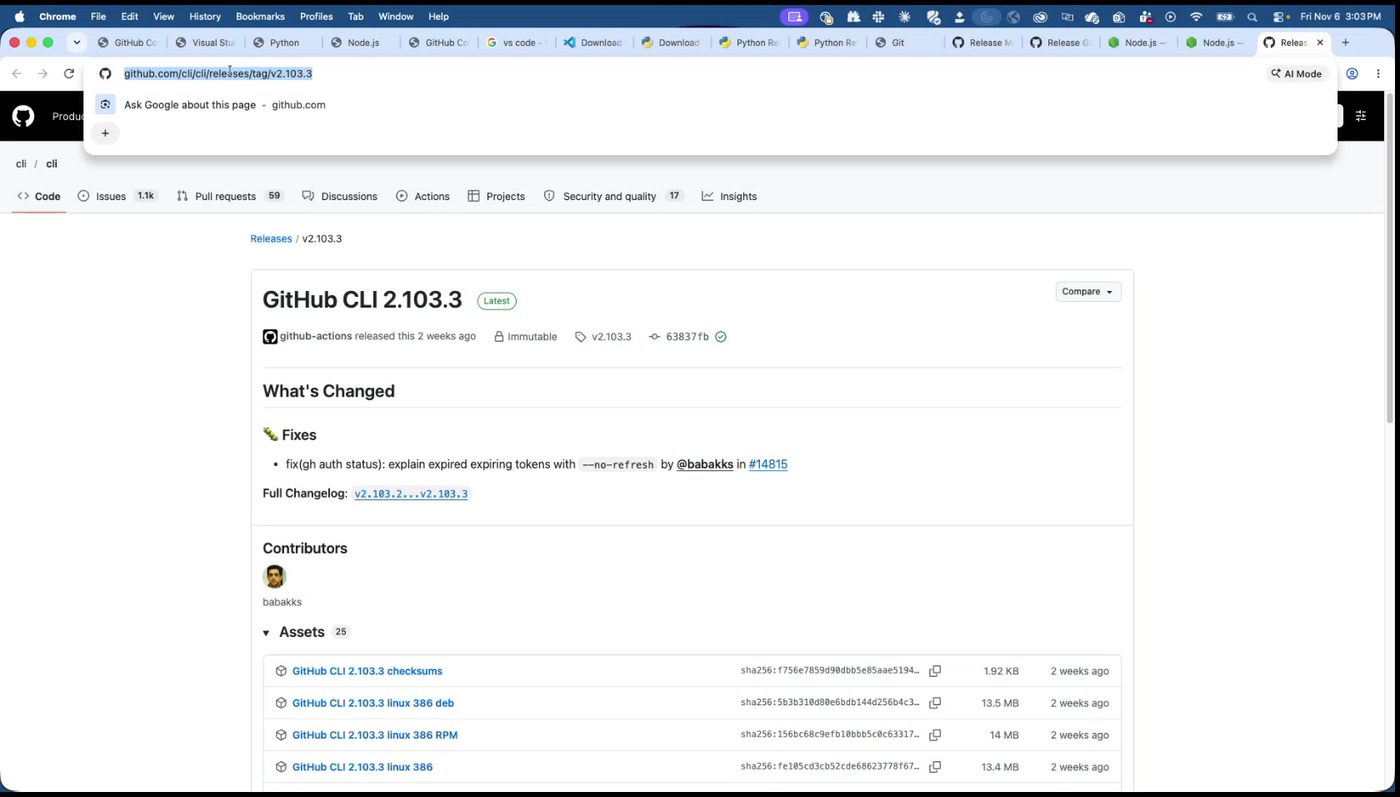 Chrome File Edit View History Bookmarks Profiles Tab Window Help Fri Nov 6 3:03 PM
GitHub Co Visual Stu Python Node.js GitHub Co vs code - Download Download Python Re Python Re Git Release M Release G Node.js — Node.js — Releas
github.com/cli/cli/releases/tag/v2.103.3 AI Mode
Ask Google about this page - github.com
Produ
cli / cli
Code Issues 1.1k Pull requests 59 Discussions Actions Projects Security and quality 17 Insights
Releases / v2.103.3
GitHub CLI 2.103.3 Latest Compare
github-actions released this 2 weeks ago Immutable v2.103.3 63837fb
What's Changed
Fixes
• fix(gh auth status): explain expired expiring tokens with --no-refresh by @babakks in #14815
Full Changelog: v2.103.2...v2.103.3
Contributors
babakks
Assets 25
GitHub CLI 2.103.3 checksums sha256:f756e7859d90dbb5e85aae5194… 1.92 KB 2 weeks ago
GitHub CLI 2.103.3 linux 386 deb sha256:5b3b310d80e6bdb144d256b4c3… 13.5 MB 2 weeks ago
GitHub CLI 2.103.3 linux 386 RPM sha256:156bc68c9efb10bbb5c0c63317… 14 MB 2 weeks ago
GitHub CLI 2.103.3 linux 386 sha256:fe105cd3cb52cde68623778f67… 13.4 MB 2 weeks ago